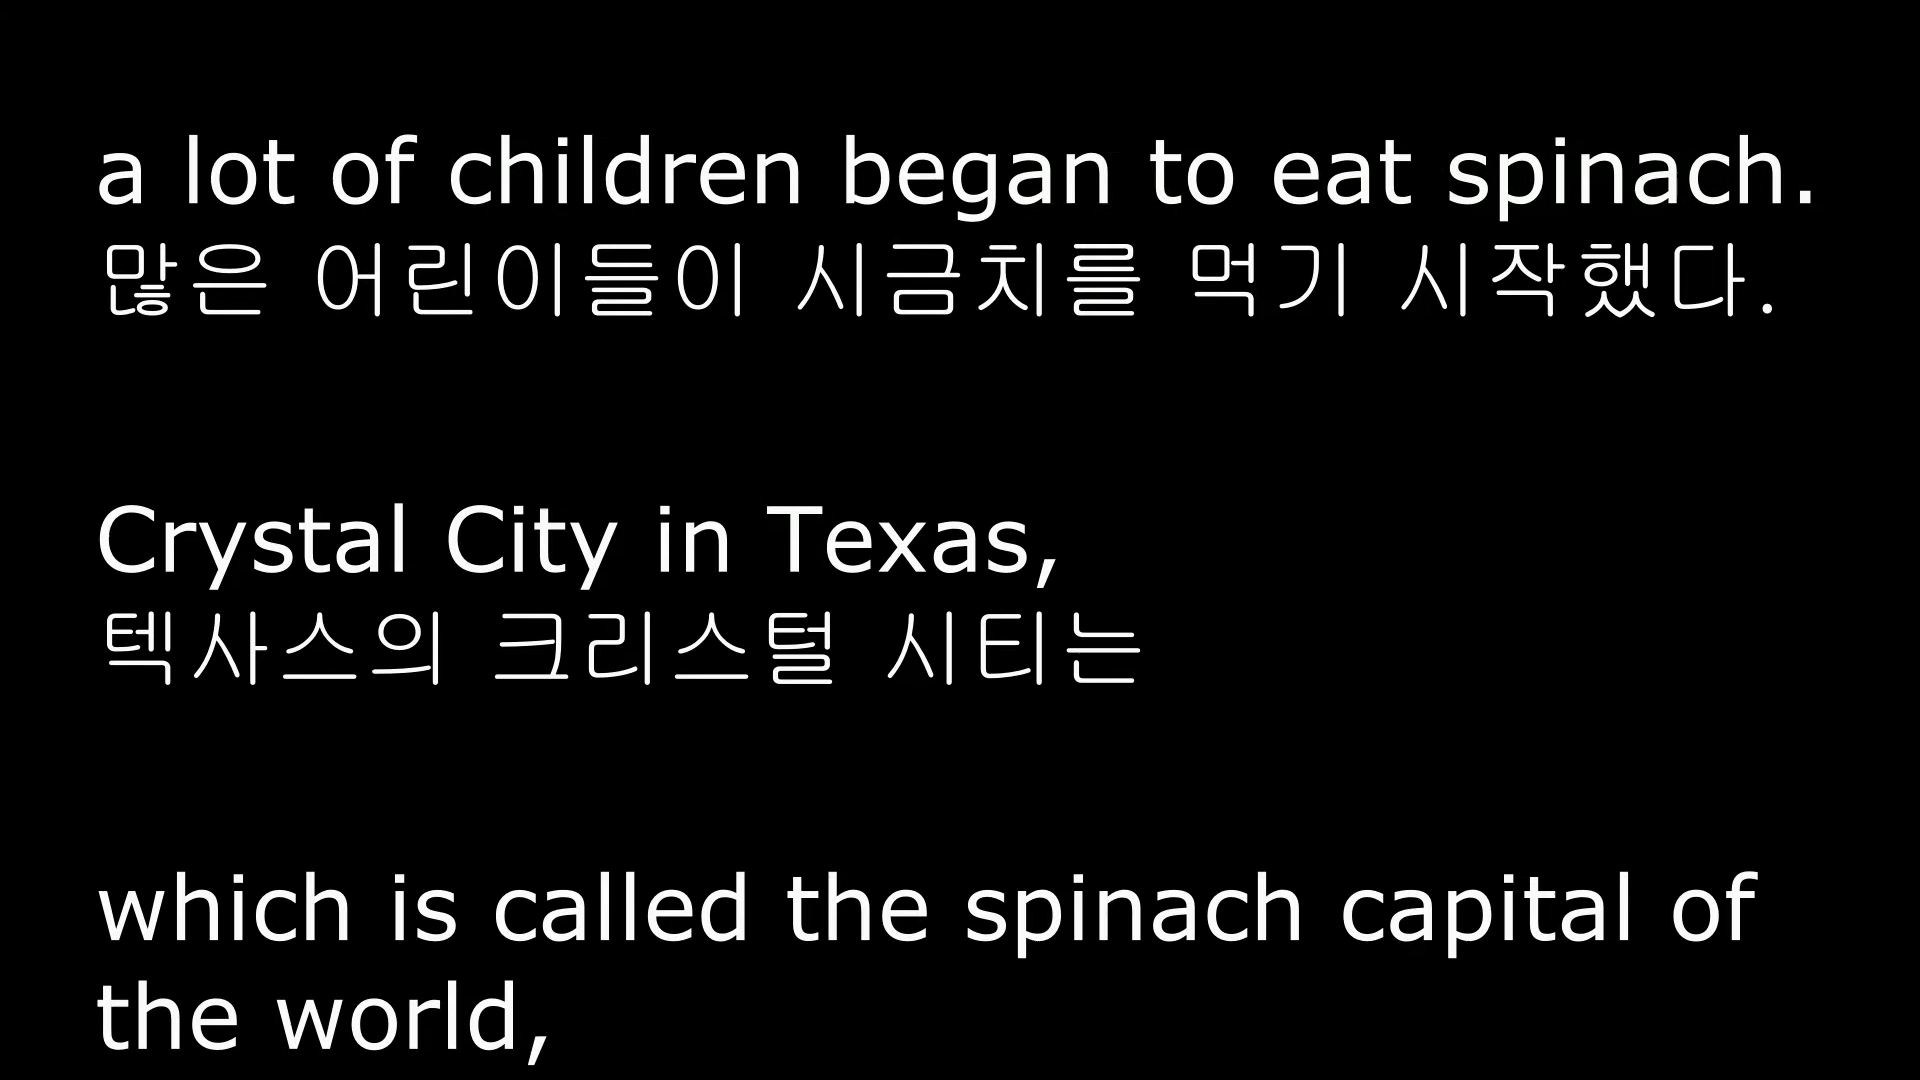 a lot of children began to eat spinach.
많은 어린이들이 시금치를 먹기 시작했다.
Crystal City in Texas,
텍사스의 크리스털 시티는
which is called the spinach capital of
the world,